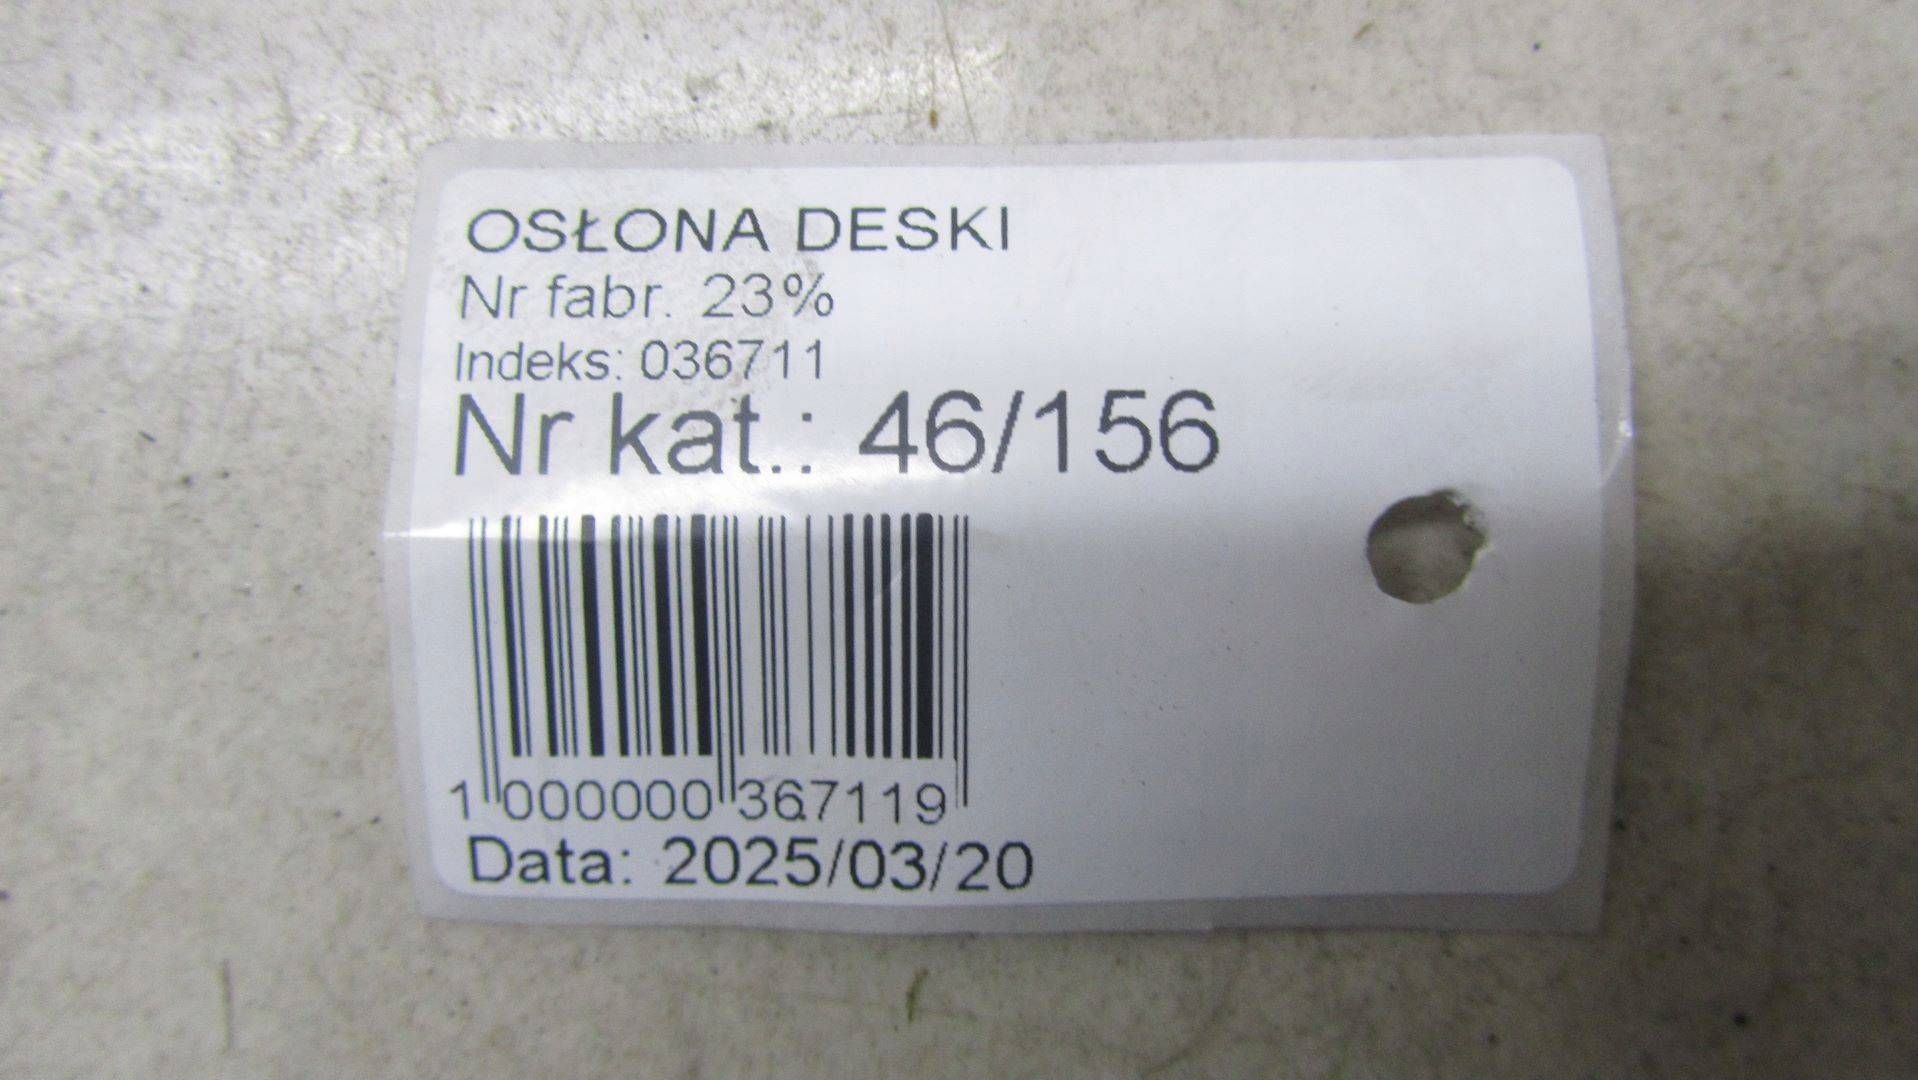 OSŁONA DESKI
Nr fabr. 23%
Indeks: 036711
Nr kat.: 46/156
1 000000 367119
Data: 2025/03/20